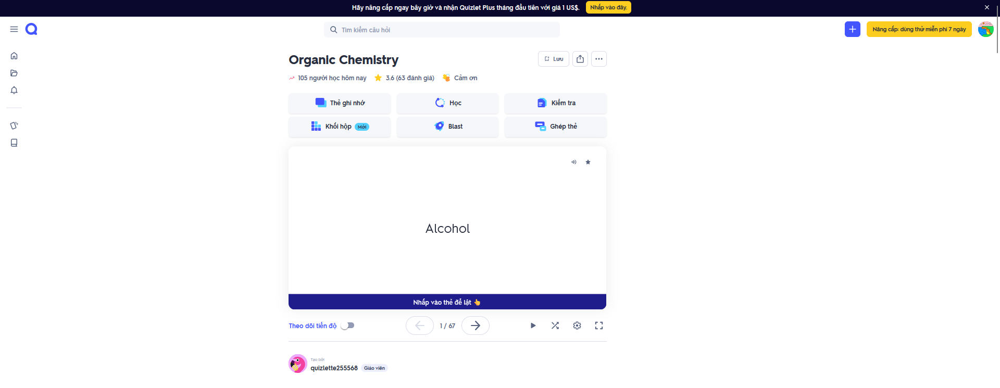 Hãy nâng cấp ngay bây giờ và nhận Quizlet Plus tháng đầu tiên với giá 1 US$. Nhấp vào đây.
Tìm kiếm câu hỏi
Nâng cấp: dùng thử miễn phí 7 ngày
Organic Chemistry
Lưu
105 người học hôm nay 3.6 (63 đánh giá) Cảm ơn
Thẻ ghi nhớ Học Kiểm tra
Khối hộp Mới Blast Ghép thẻ
Alcohol
Nhấp vào thẻ để lật 👆
Theo dõi tiến độ 1 / 67
Tạo bởi
quizlette255568 Giáo viên